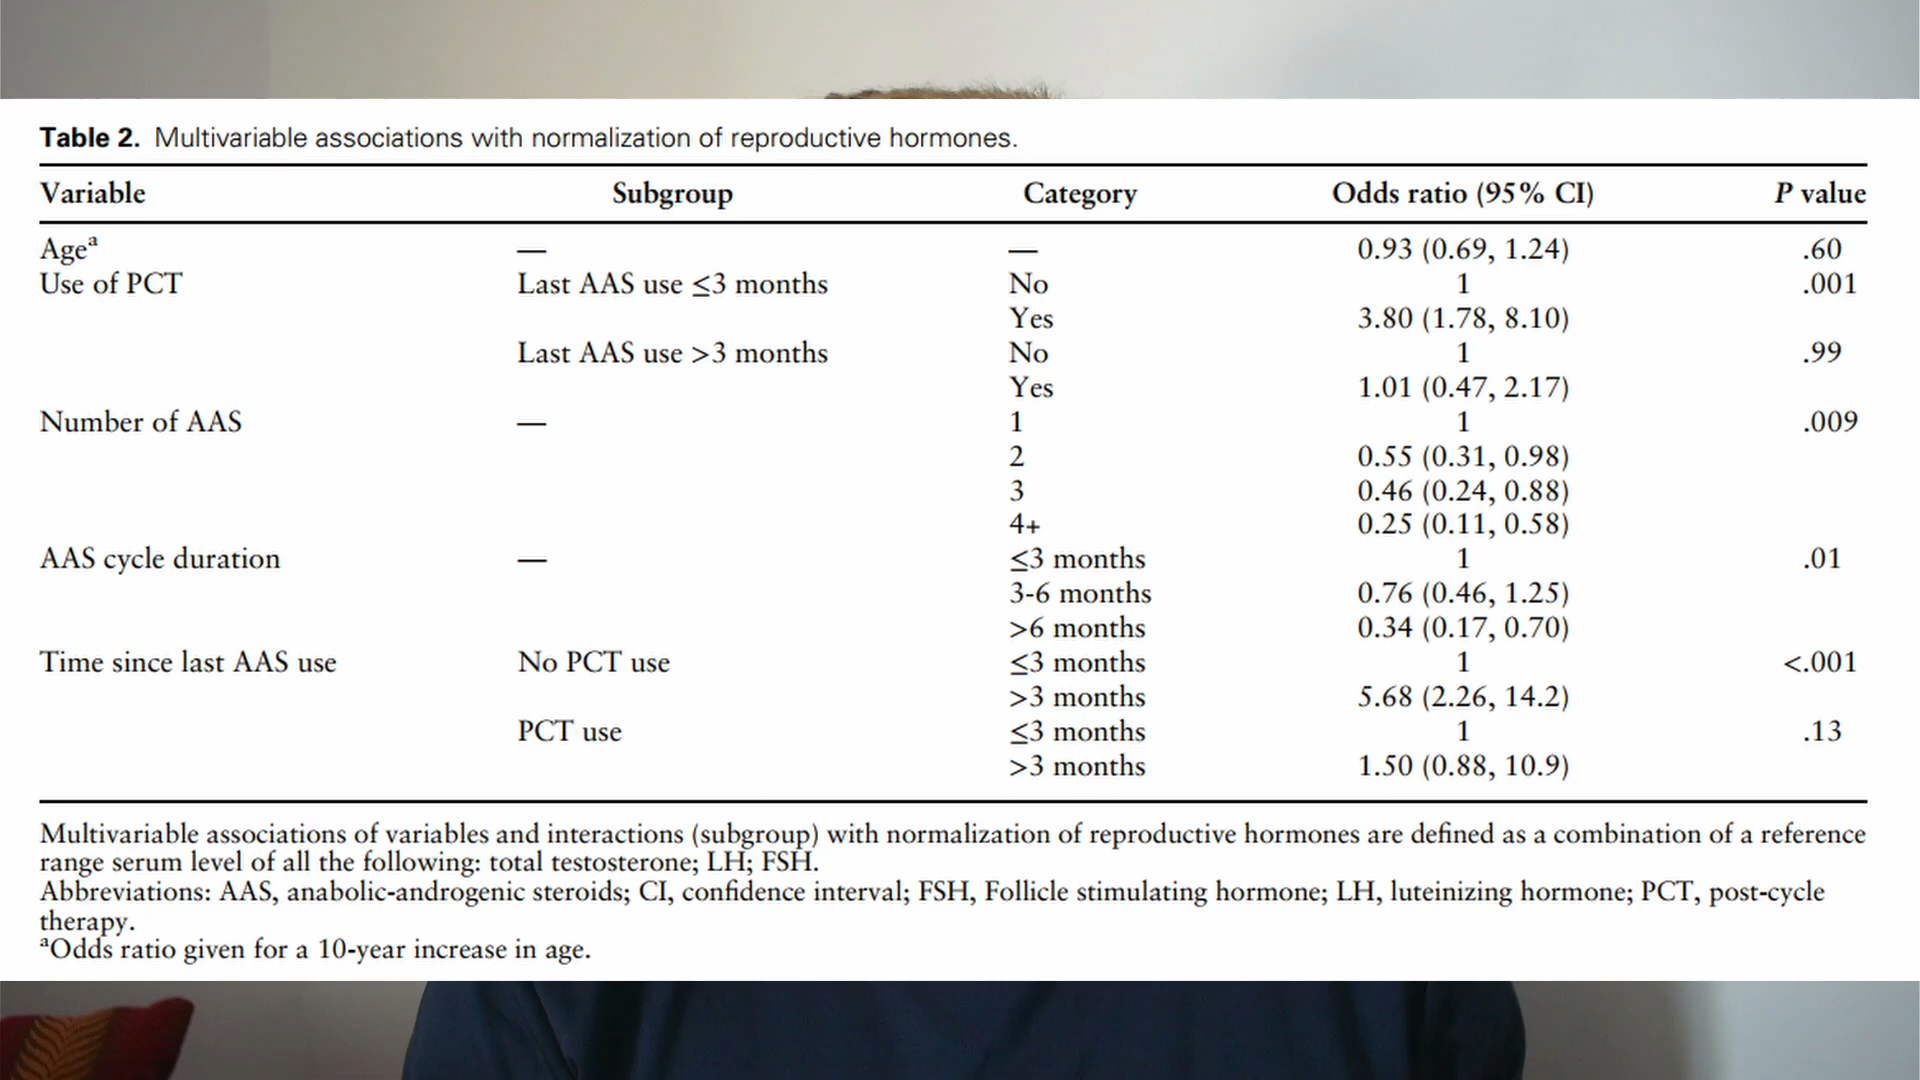 Table 2. Multivariable associations with normalization of reproductive hormones.
Variable Subgroup Category Odds ratio (95% CI) P value
Ageᵃ — — 0.93 (0.69, 1.24) .60
Use of PCT Last AAS use ≤3 months No 1 .001
Yes 3.80 (1.78, 8.10)
Last AAS use >3 months No 1 .99
Yes 1.01 (0.47, 2.17)
Number of AAS — 1 1 .009
2 0.55 (0.31, 0.98)
3 0.46 (0.24, 0.88)
4+ 0.25 (0.11, 0.58)
AAS cycle duration — ≤3 months 1 .01
3-6 months 0.76 (0.46, 1.25)
>6 months 0.34 (0.17, 0.70)
Time since last AAS use No PCT use ≤3 months 1 <.001
>3 months 5.68 (2.26, 14.2)
PCT use ≤3 months 1 .13
>3 months 1.50 (0.88, 10.9)
Multivariable associations of variables and interactions (subgroup) with normalization of reproductive hormones are defined as a combination of a reference
range serum level of all the following: total testosterone; LH; FSH.
Abbreviations: AAS, anabolic-androgenic steroids; CI, confidence interval; FSH, Follicle stimulating hormone; LH, luteinizing hormone; PCT, post-cycle
therapy.
ᵃOdds ratio given for a 10-year increase in age.